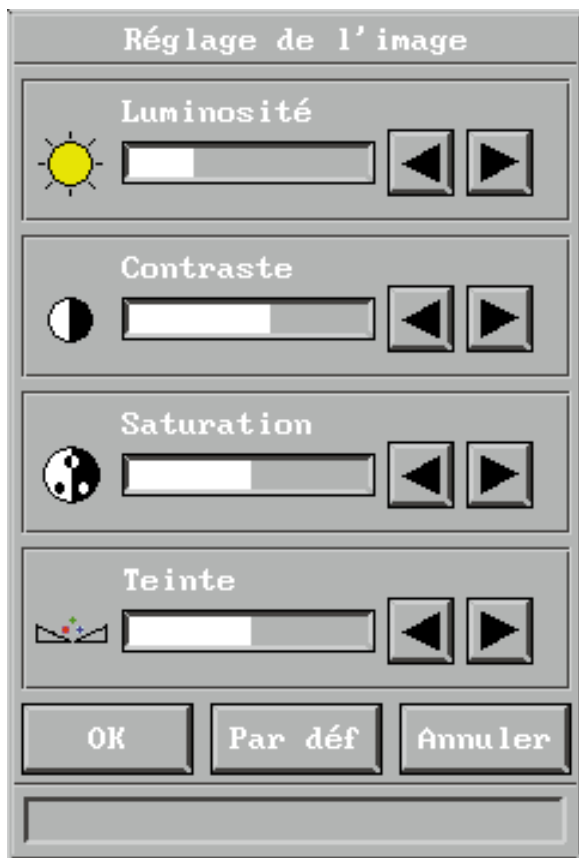 Réglage de l'image
Luminosité
Contraste
Saturation
Teinte
OK
Par déf
Annuler